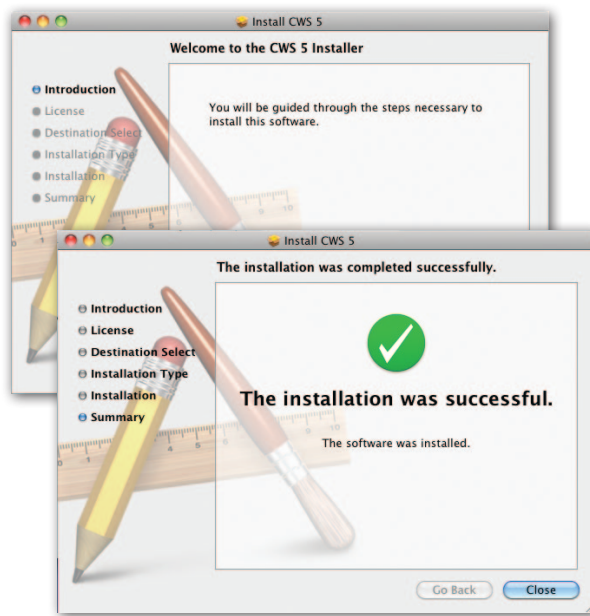 Install CWS 5
Welcome to the CWS 5 Installer
Introduction
License
Destination Select
Installation Type
Installation
Summary
You will be guided through the steps necessary to
install this software.
Install CWS 5
The installation was completed successfully.
Introduction
License
Destination Select
Installation Type
Installation
Summary
The installation was successful.
The software was installed.
Go Back
Close